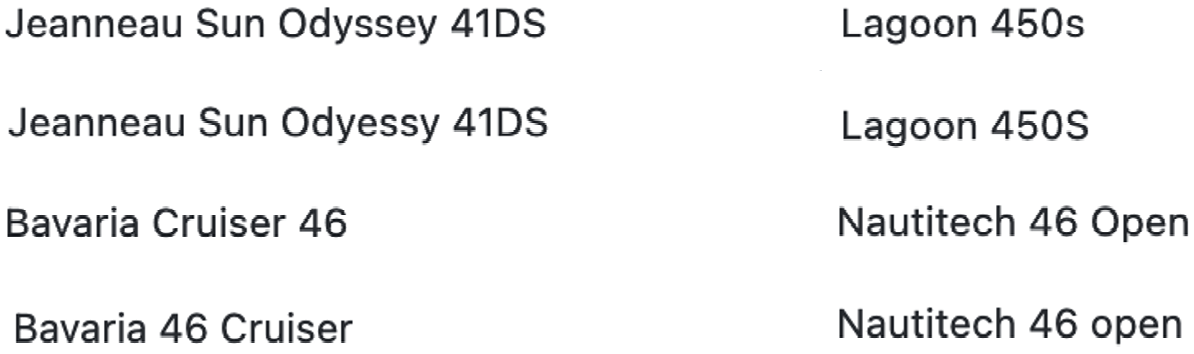 Jeanneau Sun Odyssey 41DS
Lagoon 450s
Jeanneau Sun Odyessy 41DS
Lagoon 450S
Bavaria Cruiser 46
Nautitech 46 Open
Bavaria 46 Cruiser
Nautitech 46 open